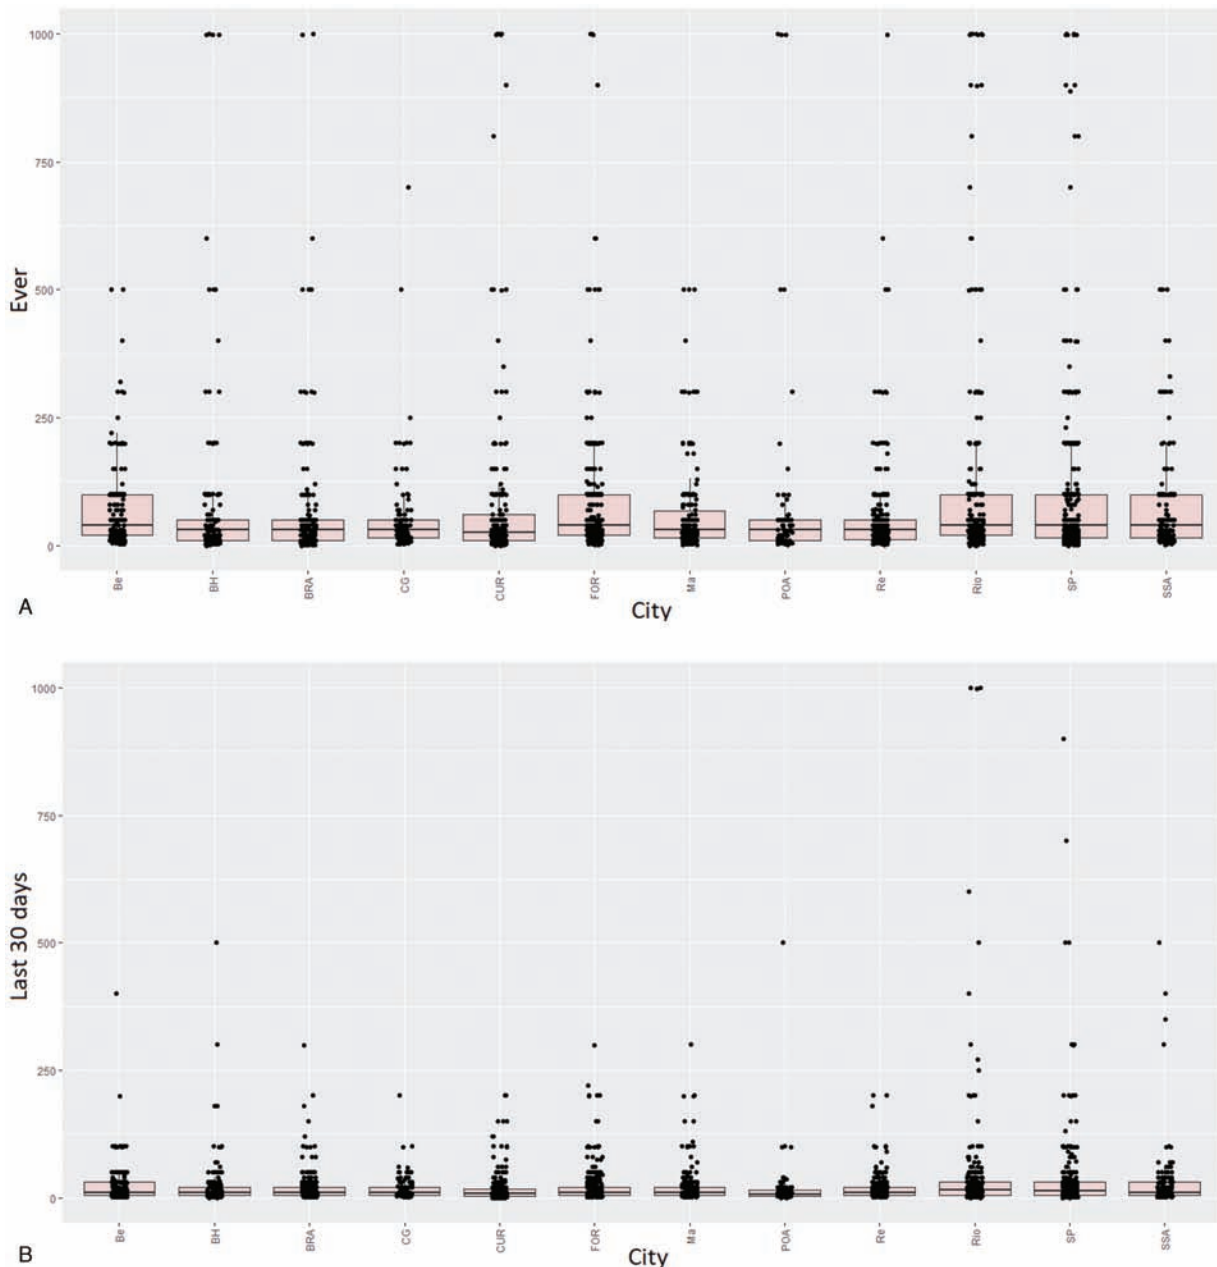 1000
750
500
250
0
Ever
Be
BH
BRA
CG
CUR
FOR
Ma
POA
Re
Rio
SP
SSA
A
City
1000
750
500
250
0
Last 30 days
Be
BH
BRA
CG
CUR
FOR
Ma
POA
Re
Rio
SP
SSA
B
City